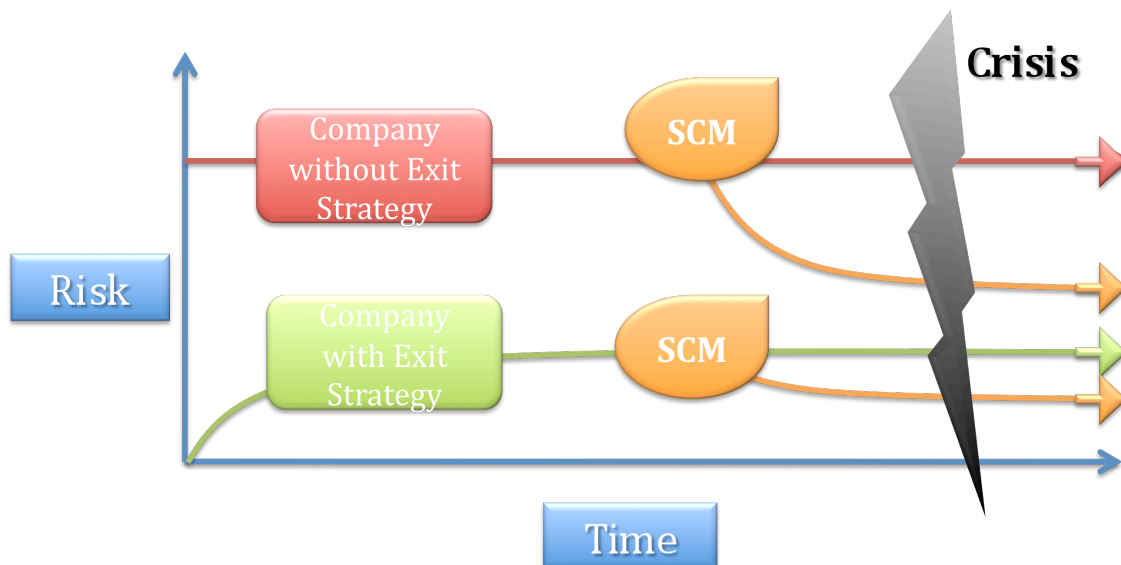 Crisis
Company
without Exit
Strategy
SCM
Risk
Company
with Exit
Strategy
SCM
Time